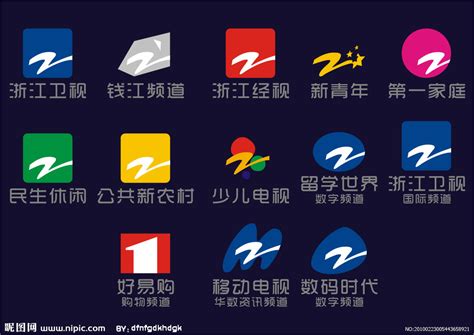 浙江卫视
钱江频道
浙江经视
新青年
第一家庭
民生休闲
公共新农村
少儿电视
留学世界
数字频道
浙江卫视
国际频道
1
好易购
购物频道
移动电视
华数资讯频道
数码时代
数字频道
昵图网
www.nipic.com
BY: dfhfgdkhdgk
NO:20100223005443658921